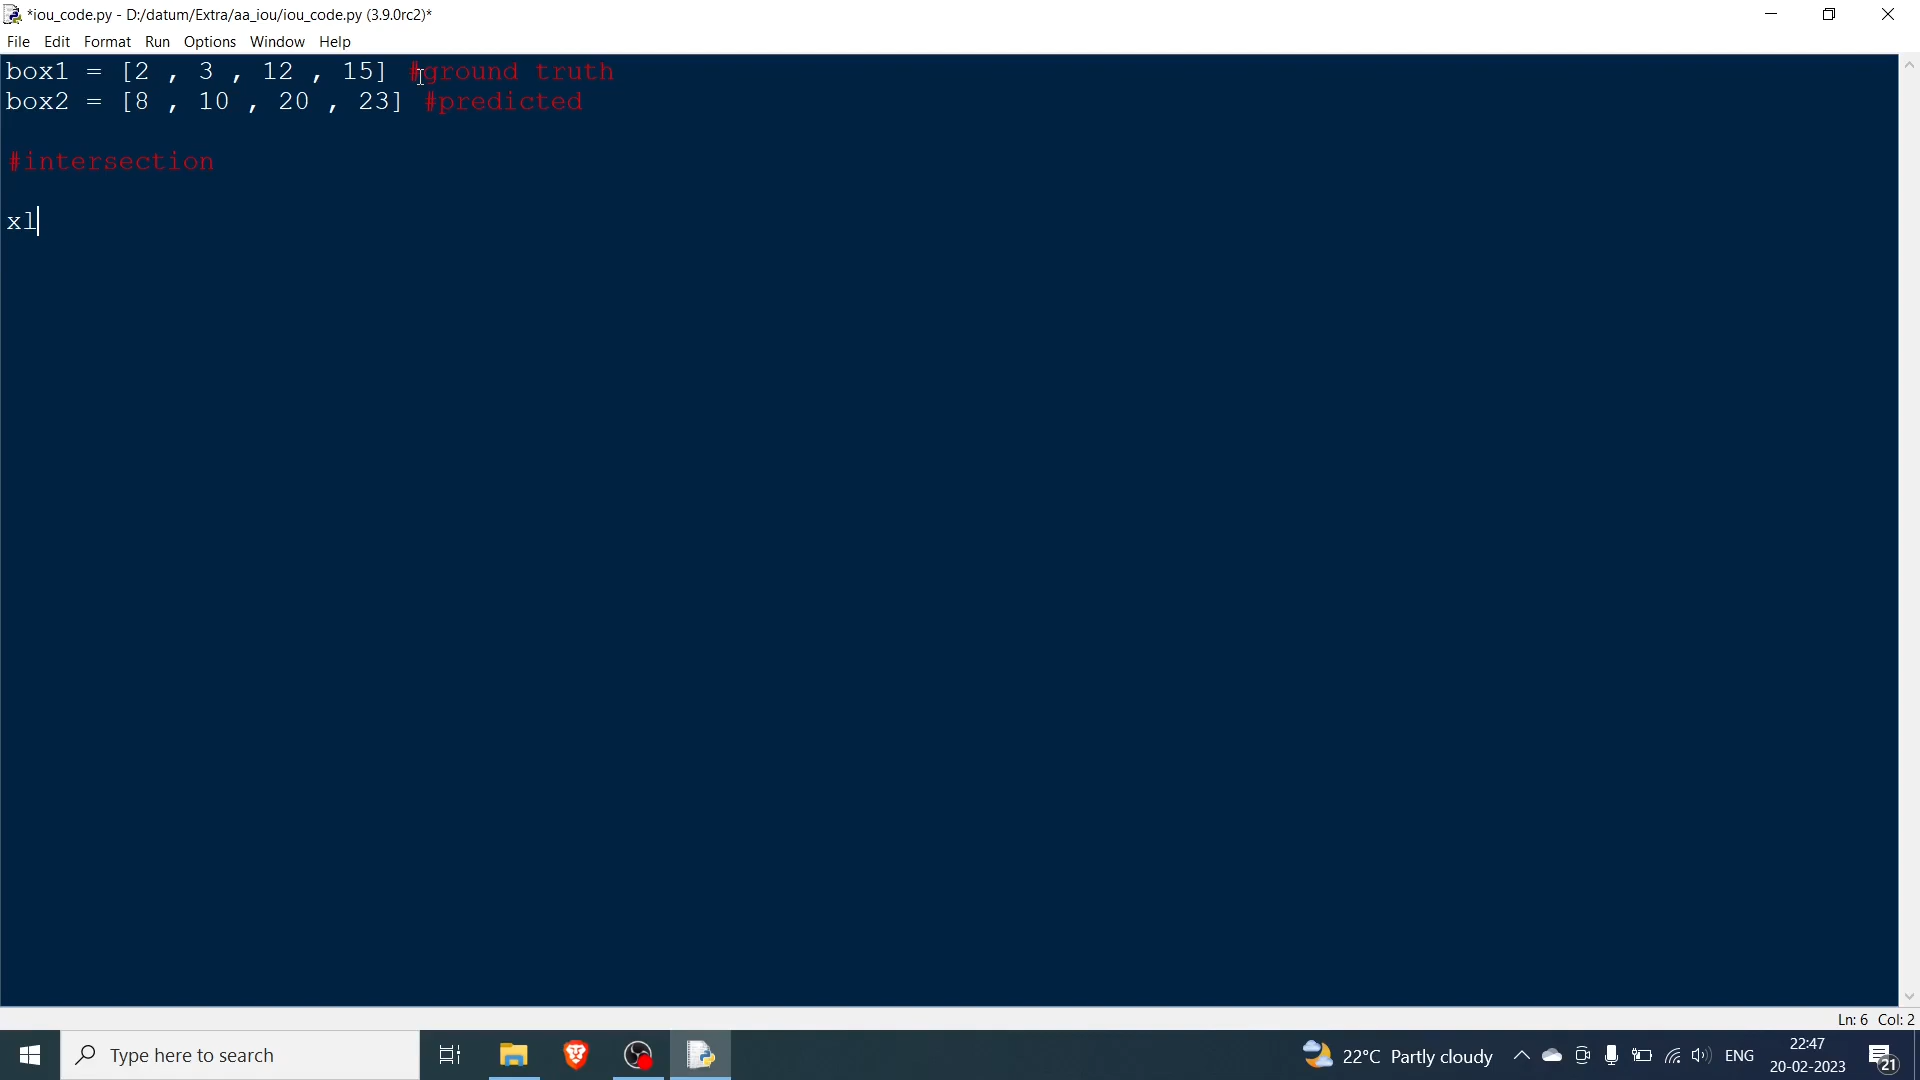 *iou_code.py - D:/datum/Extra/aa_iou/iou_code.py (3.9.0rc2)*
File Edit Format Run Options Window Help
box1 = [2 , 3 , 12 , 15] #ground truth
box2 = [8 , 10 , 20 , 23] #predicted
#intersection
xl
Ln: 6 Col: 2
Type here to search
22°C Partly cloudy
ENG
22:47
20-02-2023
21